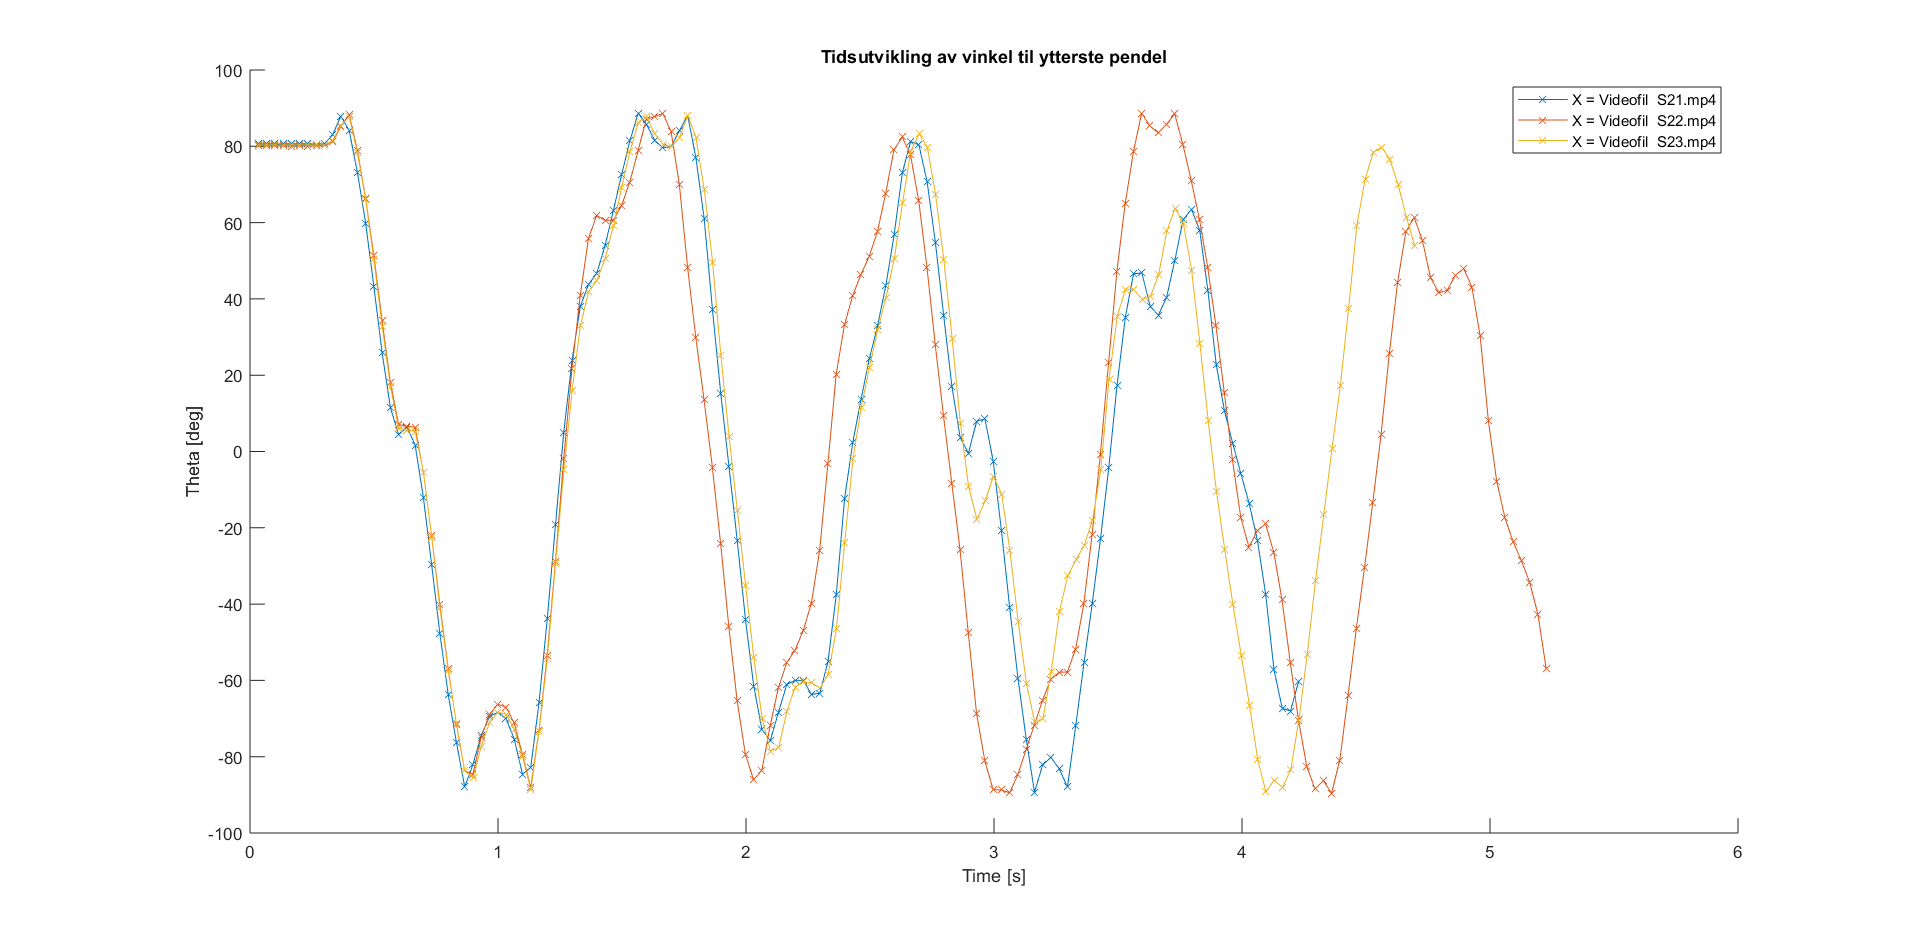 Tidsutvikling av vinkel til ytterste pendel
X = Videofil  S21.mp4
X = Videofil  S22.mp4
X = Videofil  S23.mp4
100
80
60
40
20
0
-20
-40
-60
-80
-100
Theta [deg]
0 1 2 3 4 5 6
Time [s]